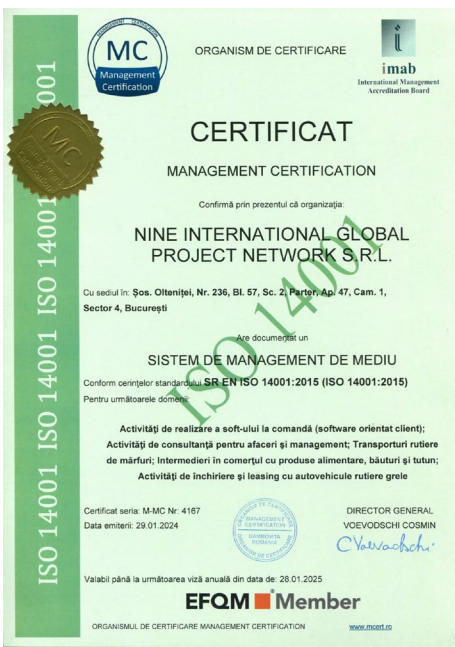 MC
Management
Certification
ORGANISM DE CERTIFICARE
imab
International Management
Accreditation Board
CERTIFICAT
MANAGEMENT CERTIFICATION
Confirmă prin prezentul că organizaţia:
NINE INTERNATIONAL GLOBAL
PROJECT NETWORK S.R.L.
Cu sediul în: Şos. Olteniţei, Nr. 236, Bl. 57, Sc. 2, Parter, Ap. 47, Cam. 1,
Sector 4, Bucureşti
Are documentat un
SISTEM DE MANAGEMENT DE MEDIU
Conform cerinţelor standardului SR EN ISO 14001:2015 (ISO 14001:2015)
Pentru următoarele domenii:
Activităţi de realizare a soft-ului la comandă (software orientat client);
Activităţi de consultanţă pentru afaceri şi management; Transporturi rutiere
de mărfuri; Intermedieri în comerţul cu produse alimentare, băuturi şi tutun;
Activităţi de închiriere şi leasing cu autovehicule rutiere grele
Certificat seria: M-MC Nr: 4167
Data emiterii: 29.01.2024
MANAGEMENT
CERTIFICATION
DAMBOVITA
ROMANIA
DIRECTOR GENERAL
VOEVODSCHI COSMIN
CVoevodschi
Valabil până la următoarea viză anuală din data de: 28.01.2025
EFQM Member
ORGANISMUL DE CERTIFICARE MANAGEMENT CERTIFICATION
www.mcert.ro
ISO 14001
ISO 14001 ISO 14001 ISO 14001
MC